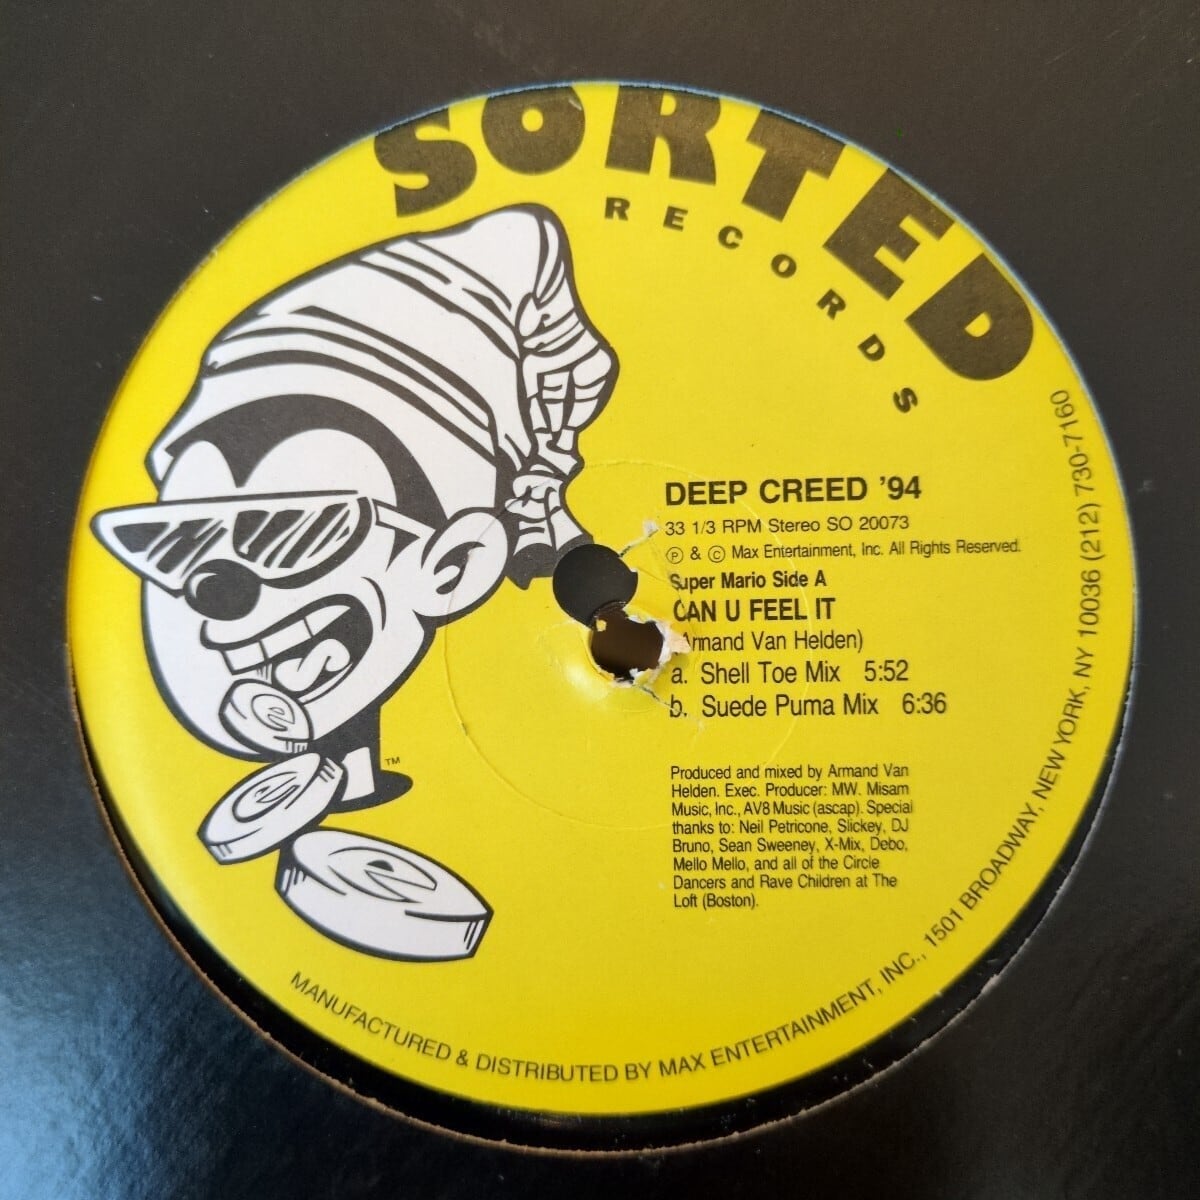 SORTED
RECORDS
DEEP CREED '94
33 1/3 RPM Stereo SO 20073
℗ & © Max Entertainment, Inc. All Rights Reserved.
Super Mario Side A
CAN U FEEL IT
(Armand Van Helden)
a. Shell Toe Mix 5:52
b. Suede Puma Mix 6:36
Produced and mixed by Armand Van
Helden. Exec. Producer: MW. Misam
Music, Inc., AV8 Music (ascap). Special
thanks to: Neil Petricone, Slickey, DJ
Bruno, Sean Sweeney, X-Mix, Debo,
Mello Mello, and all of the Circle
Dancers and Rave Children at The
Loft (Boston).
TM
e
e
e
MANUFACTURED & DISTRIBUTED BY MAX ENTERTAINMENT, INC., 1501 BROADWAY, NEW YORK, NY 10036 (212) 730-7160